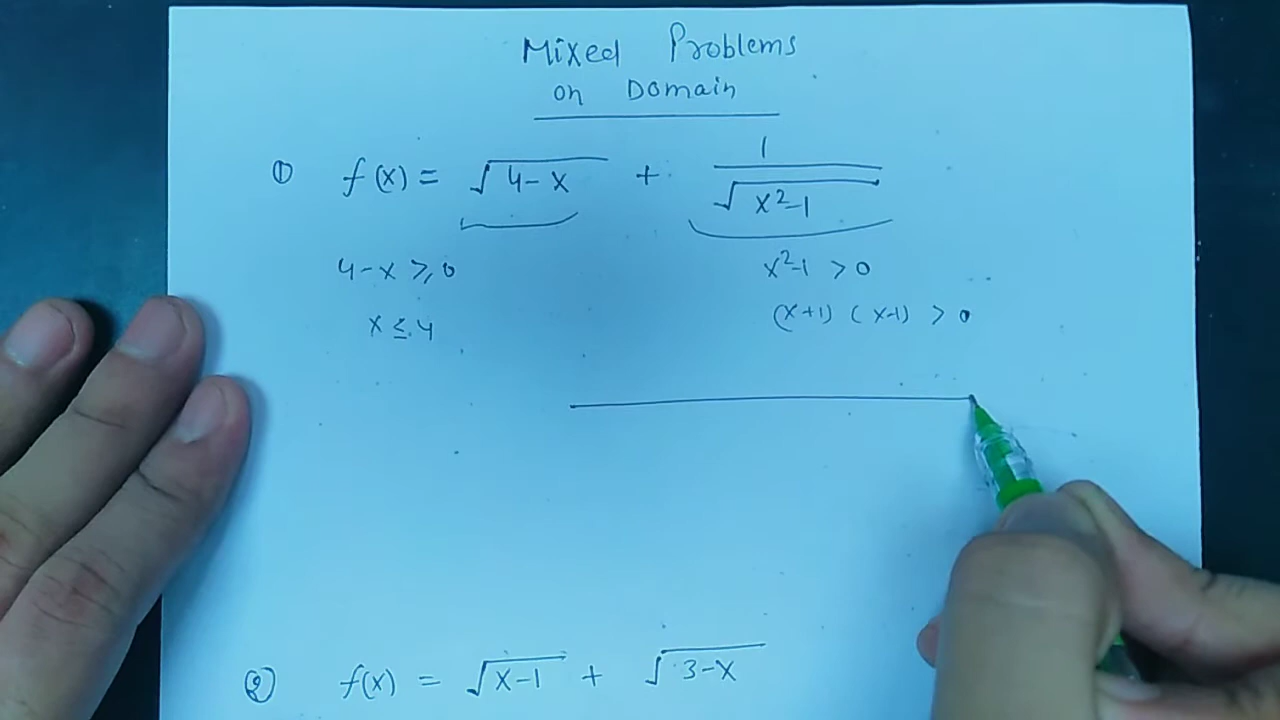 Mixed Problems
on Domain
① f(x) = √4-x + 1/√x²-1
4-x ≥ 0 x²-1 > 0
x ≤ 4 (x+1) (x-1) > 0
② f(x) = √x-1 + √3-x